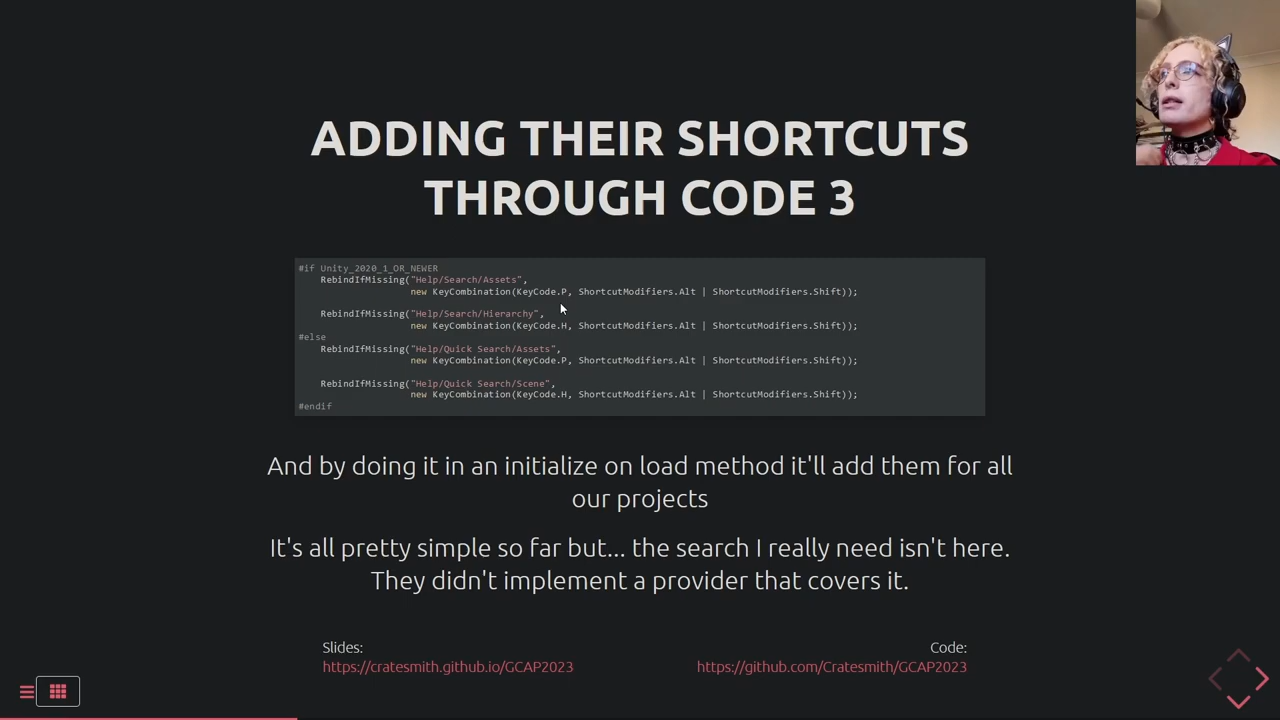 ADDING THEIR SHORTCUTS
THROUGH CODE 3
#if Unity_2020_1_OR_NEWER
RebindIfMissing("Help/Search/Assets",
new KeyCombination(KeyCode.P, ShortcutModifiers.Alt | ShortcutModifiers.Shift));
RebindIfMissing("Help/Search/Hierarchy",
new KeyCombination(KeyCode.H, ShortcutModifiers.Alt | ShortcutModifiers.Shift));
#else
RebindIfMissing("Help/Quick Search/Assets",
new KeyCombination(KeyCode.P, ShortcutModifiers.Alt | ShortcutModifiers.Shift));
RebindIfMissing("Help/Quick Search/Scene",
new KeyCombination(KeyCode.H, ShortcutModifiers.Alt | ShortcutModifiers.Shift));
#endif
And by doing it in an initialize on load method it'll add them for all
our projects
It's all pretty simple so far but... the search I really need isn't here.
They didn't implement a provider that covers it.
Slides:
https://cratesmith.github.io/GCAP2023
Code:
https://github.com/Cratesmith/GCAP2023